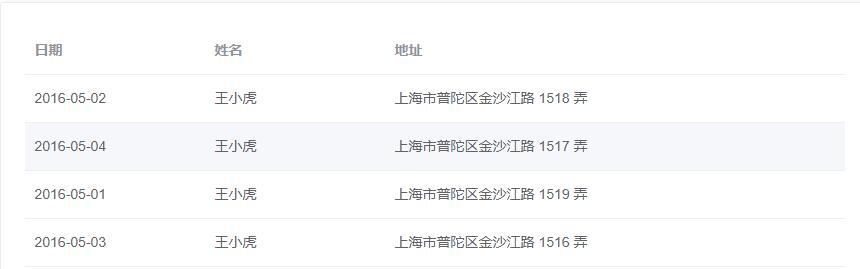 日期 姓名 地址
2016-05-02 王小虎 上海市普陀区金沙江路 1518 弄
2016-05-04 王小虎 上海市普陀区金沙江路 1517 弄
2016-05-01 王小虎 上海市普陀区金沙江路 1519 弄
2016-05-03 王小虎 上海市普陀区金沙江路 1516 弄